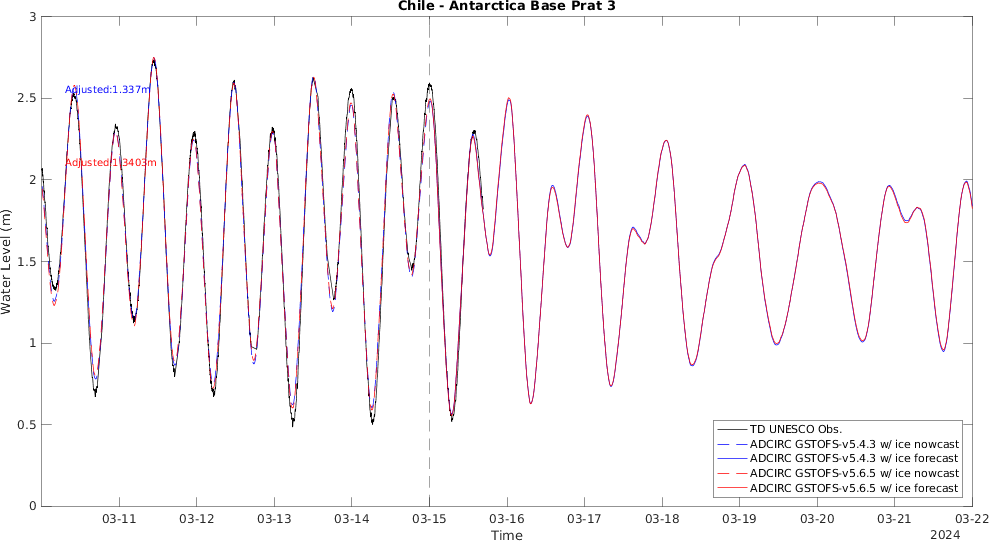 Chile - Antarctica Base Prat 3
3
2.5
2
1.5
1
0.5
0
Water Level (m)
Adjusted:1.337m
Adjusted:1.3403m
TD UNESCO Obs.
ADCIRC GSTOFS-v5.4.3 w/ ice nowcast
ADCIRC GSTOFS-v5.4.3 w/ ice forecast
ADCIRC GSTOFS-v5.6.5 w/ ice nowcast
ADCIRC GSTOFS-v5.6.5 w/ ice forecast
03-11 03-12 03-13 03-14 03-15 03-16 03-17 03-18 03-19 03-20 03-21 03-22
Time
2024